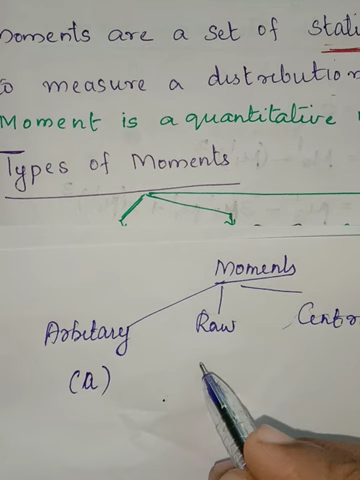 Moments are a set of stati
to measure a distribution
Moment is a quantitative
Types of Moments
Moments
Arbitary Raw Centr
(a)